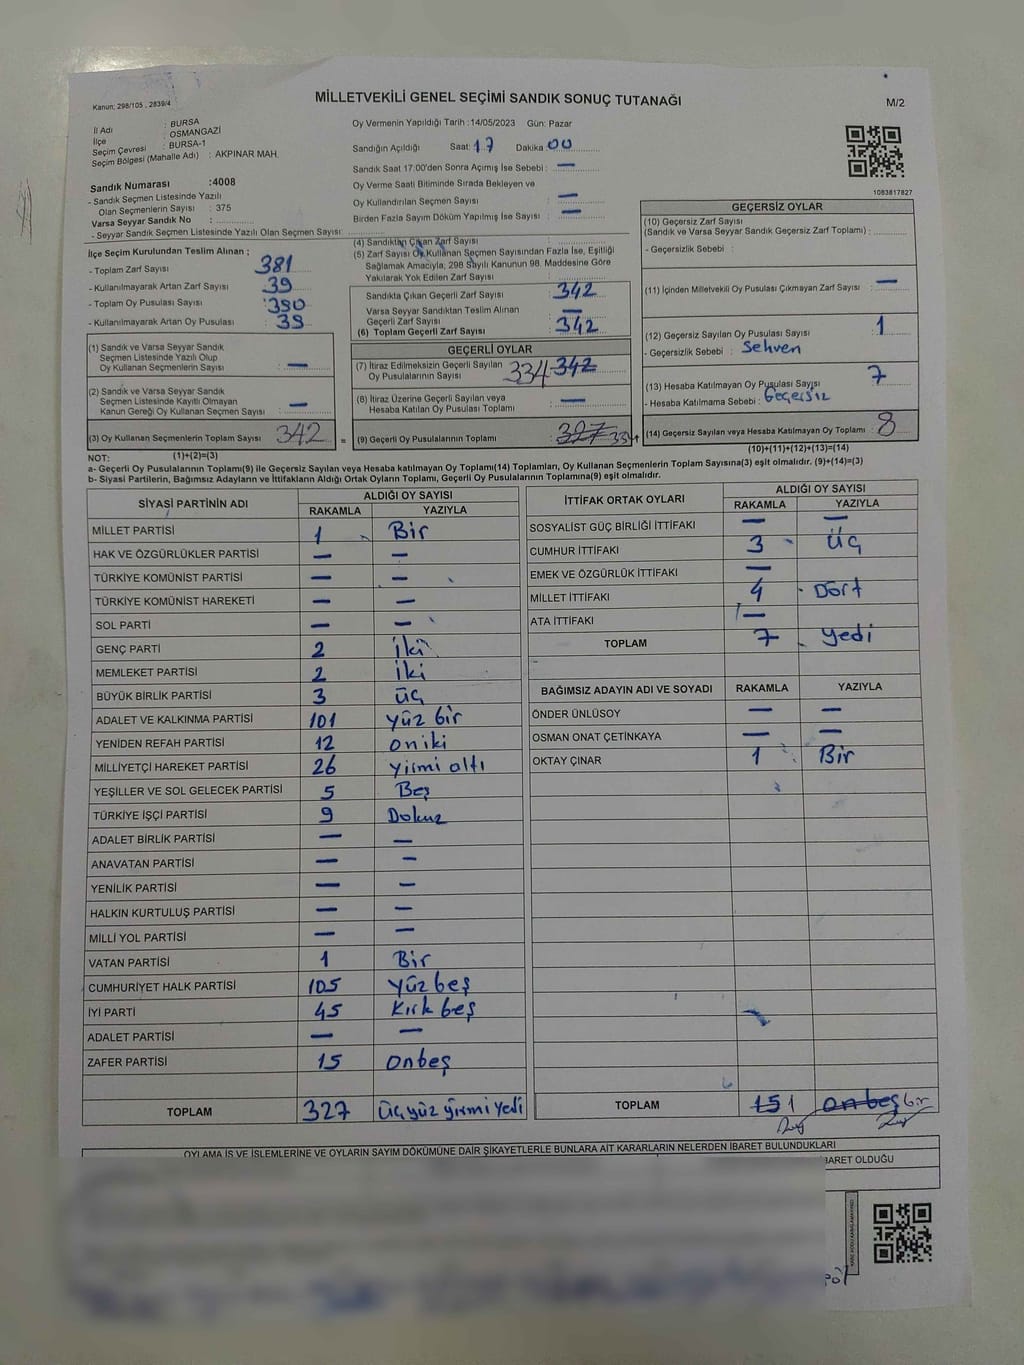 Kanun; 298/105 , 2839/4
MİLLETVEKİLİ GENEL SEÇİMİ SANDIK SONUÇ TUTANAĞI
M/2
İl Adı : BURSA
İlçe : OSMANGAZİ
Seçim Çevresi : BURSA-1
Seçim Bölgesi (Mahalle Adı) : AKPINAR MAH.
Sandık Numarası :4008
- Sandık Seçmen Listesinde Yazılı
Olan Seçmenlerin Sayısı : 375
Varsa Seyyar Sandık No :
- Seyyar Sandık Seçmen Listesinde Yazılı Olan Seçmen Sayısı :
Oy Vermenin Yapıldığı Tarih :14/05/2023 Gün: Pazar
Sandığın Açıldığı Saat: 17 Dakika : 00
Sandık Saat 17:00'den Sonra Açımış İse Sebebi : —
Oy Verme Saati Bitiminde Sırada Bekleyen ve
Oy Kullandırılan Seçmen Sayısı : —
Birden Fazla Sayım Döküm Yapılmış İse Sayısı : —
1083817827
İlçe Seçim Kurulundan Teslim Alınan ;
- Toplam Zarf Sayısı : 381
- Kullanılmayarak Artan Zarf Sayısı : 39
- Toplam Oy Pusulası Sayısı : 380
- Kullanılmayarak Artan Oy Pusulası : 38
(1) Sandık ve Varsa Seyyar Sandık
Seçmen Listesinde Yazılı Olup
Oy Kullanan Seçmenlerin Sayısı : —
(2) Sandık ve Varsa Seyyar Sandık
Seçmen Listesinde Kayıtlı Olmayan
Kanun Gereği Oy Kullanan Seçmen Sayısı : —
(3) Oy Kullanan Seçmenlerin Toplam Sayısı : 342 =
(1)+(2)=(3)
(4) Sandıktan Çıkan Zarf Sayısı :
(5) Zarf Sayısı Oy Kullanan Seçmen Sayısından Fazla İse, Eşitliği
Sağlamak Amacıyla; 298 Sayılı Kanunun 98. Maddesine Göre
Yakılarak Yok Edilen Zarf Sayısı :
Sandıkta Çıkan Geçerli Zarf Sayısı : 342
Varsa Seyyar Sandıktan Teslim Alınan
Geçerli Zarf Sayısı : —
(6) Toplam Geçerli Zarf Sayısı : 342
GEÇERLİ OYLAR
(7) İtiraz Edilmeksizin Geçerli Sayılan
Oy Pusulalarının Sayısı 334 342
(8) İtiraz Üzerine Geçerli Sayılan veya
Hesaba Katılan Oy Pusulası Toplamı : —
(9) Geçerli Oy Pusulalarının Toplamı : 327 334 +
GEÇERSİZ OYLAR
(10) Geçersiz Zarf Sayısı
(Sandık ve Varsa Seyyar Sandık Geçersiz Zarf Toplamı) :
- Geçersizlik Sebebi :
(11) İçinden Milletvekili Oy Pusulası Çıkmayan Zarf Sayısı : —
(12) Geçersiz Sayılan Oy Pusulası Sayısı : 1
- Geçersizlik Sebebi : Sehven
(13) Hesaba Katılmayan Oy Pusulası Sayısı : 7
- Hesaba Katılmama Sebebi : Geçersiz
(14) Geçersiz Sayılan veya Hesaba Katılmayan Oy Toplamı : 8
(10)+(11)+(12)+(13)=(14)
NOT:
a- Geçerli Oy Pusulalarının Toplamı(9) ile Geçersiz Sayılan veya Hesaba katılmayan Oy Toplamı(14) Toplamları, Oy Kullanan Seçmenlerin Toplam Sayısına(3) eşit olmalıdır. (9)+(14)=(3)
b- Siyasi Partilerin, Bağımsız Adayların ve İttifakların Aldığı Ortak Oyların Toplamı, Geçerli Oy Pusulalarının Toplamına(9) eşit olmalıdır.
SİYASİ PARTİNİN ADI ALDIĞI OY SAYISI
RAKAMLA YAZIYLA
MİLLET PARTİSİ 1 Bir
HAK VE ÖZGÜRLÜKLER PARTİSİ — —
TÜRKİYE KOMÜNİST PARTİSİ — —
TÜRKİYE KOMÜNİST HAREKETİ — —
SOL PARTİ — —
GENÇ PARTİ 2 iki
MEMLEKET PARTİSİ 2 iki
BÜYÜK BİRLİK PARTİSİ 3 üç
ADALET VE KALKINMA PARTİSİ 101 yüz bir
YENİDEN REFAH PARTİSİ 12 oniki
MİLLİYETÇİ HAREKET PARTİSİ 26 yirmi altı
YEŞİLLER VE SOL GELECEK PARTİSİ 5 Beş
TÜRKİYE İŞÇİ PARTİSİ 9 Dokuz
ADALET BİRLİK PARTİSİ — —
ANAVATAN PARTİSİ — —
YENİLİK PARTİSİ — —
HALKIN KURTULUŞ PARTİSİ — —
MİLLİ YOL PARTİSİ — —
VATAN PARTİSİ 1 Bir
CUMHURİYET HALK PARTİSİ 105 yüzbeş
İYİ PARTİ 45 Kırkbeş
ADALET PARTİSİ — —
ZAFER PARTİSİ 15 onbeş
TOPLAM 327 üçyüz yirmi yedi
İTTİFAK ORTAK OYLARI ALDIĞI OY SAYISI
RAKAMLA YAZIYLA
SOSYALİST GÜÇ BİRLİĞİ İTTİFAKI — —
CUMHUR İTTİFAKI 3 üç
EMEK VE ÖZGÜRLÜK İTTİFAKI —
MİLLET İTTİFAKI 4 Dört
ATA İTTİFAKI —
TOPLAM 7 yedi
BAĞIMSIZ ADAYIN ADI VE SOYADI RAKAMLA YAZIYLA
ÖNDER ÜNLÜSOY — —
OSMAN ONAT ÇETİNKAYA — —
OKTAY ÇINAR 1 Bir
TOPLAM 15 1 onbeş bir
OYLAMA İŞ VE İŞLEMLERİNE VE OYLARIN SAYIM DÖKÜMÜNE DAİR ŞİKAYETLERLE BUNLARA AİT KARARLARIN NELERDEN İBARET BULUNDUKLARI
BARET OLDUĞU